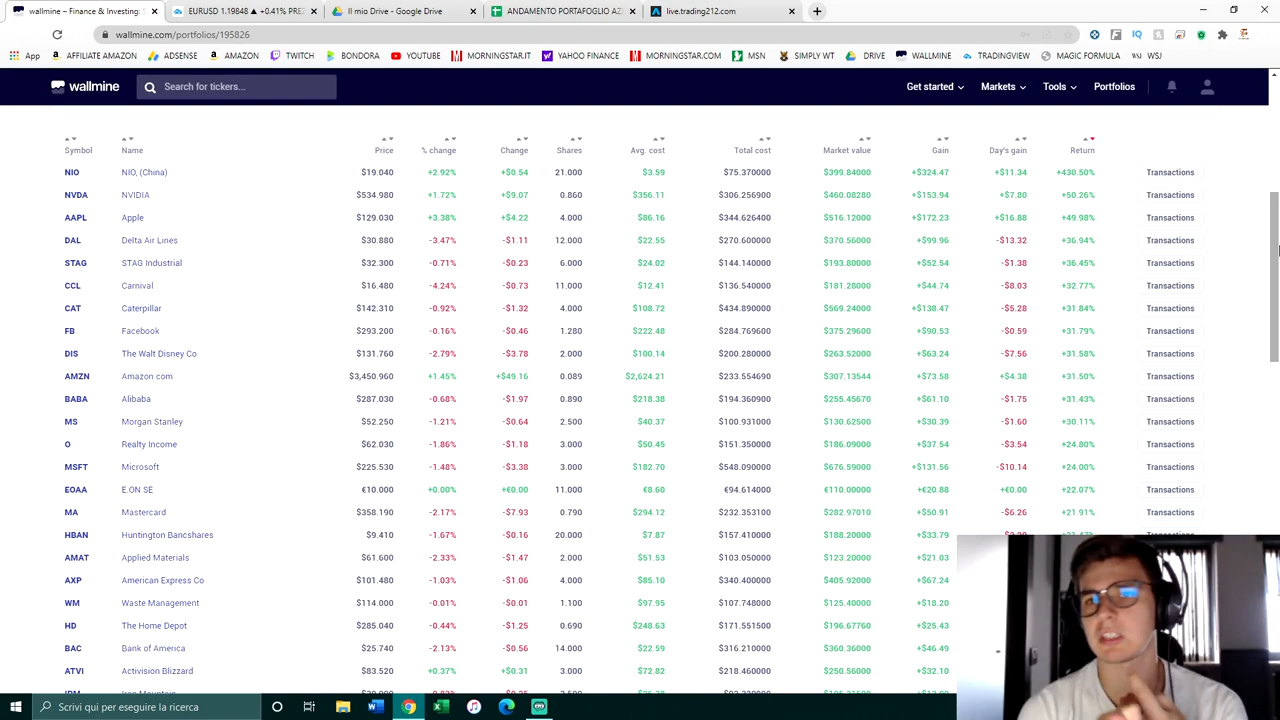 wallmine – Finance & Investing:
EURUSD 1.19848 ▲ +0.41% PRE
Il mio Drive - Google Drive
ANDAMENTO PORTAFOGLIO AZ
live.trading212.com
wallmine.com/portfolios/195826
App AFFILIATE AMAZON ADSENSE AMAZON TWITCH BONDORA YOUTUBE MORNINGSTAR.IT YAHOO FINANCE MORNINGSTAR.COM MSN SIMPLY WT DRIVE WALLMINE TRADINGVIEW MAGIC FORMULA WSJ
wallmine Search for tickers... Get started Markets Tools Portfolios
Symbol Name Price % change Change Shares Avg. cost Total cost Market value Gain Day's gain Return
NIO NIO, (China) $19.040 +2.92% +$0.54 21.000 $3.59 $75.370000 $399.84000 +$324.47 +$11.34 +430.50% Transactions
NVDA NVIDIA $534.980 +1.72% +$9.07 0.860 $356.11 $306.256900 $460.08280 +$153.94 +$7.80 +50.26% Transactions
AAPL Apple $129.030 +3.38% +$4.22 4.000 $86.16 $344.626400 $516.12000 +$172.23 +$16.88 +49.98% Transactions
DAL Delta Air Lines $30.880 -3.47% -$1.11 12.000 $22.55 $270.600000 $370.56000 +$99.96 -$13.32 +36.94% Transactions
STAG STAG Industrial $32.300 -0.71% -$0.23 6.000 $24.02 $144.140000 $193.80000 +$52.54 -$1.38 +36.45% Transactions
CCL Carnival $16.480 -4.24% -$0.73 11.000 $12.41 $136.540000 $181.28000 +$44.74 -$8.03 +32.77% Transactions
CAT Caterpillar $142.310 -0.92% -$1.32 4.000 $108.72 $434.890000 $569.24000 +$138.47 -$5.28 +31.84% Transactions
FB Facebook $293.200 -0.16% -$0.46 1.280 $222.48 $284.769600 $375.29600 +$90.53 -$0.59 +31.79% Transactions
DIS The Walt Disney Co $131.760 -2.79% -$3.78 2.000 $100.14 $200.280000 $263.52000 +$63.24 -$7.56 +31.58% Transactions
AMZN Amazon.com $3,450.960 +1.45% +$49.16 0.089 $2,624.21 $233.554690 $307.13544 +$73.58 +$4.38 +31.50% Transactions
BABA Alibaba $287.030 -0.68% -$1.97 0.890 $218.38 $194.360900 $255.45670 +$61.10 -$1.75 +31.43% Transactions
MS Morgan Stanley $52.250 -1.21% -$0.64 2.500 $40.37 $100.931000 $130.62500 +$30.39 -$1.60 +30.11% Transactions
O Realty Income $62.030 -1.86% -$1.18 3.000 $50.45 $151.350000 $186.09000 +$37.54 -$3.54 +24.80% Transactions
MSFT Microsoft $225.530 -1.48% -$3.38 3.000 $182.70 $548.090000 $676.59000 +$131.56 -$10.14 +24.00% Transactions
EOAA E.ON SE €10.000 +0.00% +€0.00 11.000 €8.60 €94.614000 €110.00000 +€20.88 +€0.00 +22.07% Transactions
MA Mastercard $358.190 -2.17% -$7.93 0.790 $294.12 $232.353100 $282.97010 +$50.91 -$6.26 +21.91% Transactions
HBAN Huntington Bancshares $9.410 -1.67% -$0.16 20.000 $7.87 $157.410000 $188.20000 +$33.79
AMAT Applied Materials $61.600 -2.33% -$1.47 2.000 $51.53 $103.050000 $123.20000 +$21.03
AXP American Express Co $101.480 -1.03% -$1.06 4.000 $85.10 $340.400000 $405.92000 +$67.24
WM Waste Management $114.000 -0.01% -$0.01 1.100 $97.95 $107.748000 $125.40000 +$18.20
HD The Home Depot $285.040 -0.44% -$1.25 0.690 $248.63 $171.551500 $196.67760 +$25.43
BAC Bank of America $25.740 -2.13% -$0.56 14.000 $22.59 $316.210000 $360.36000 +$46.49
ATVI Activision Blizzard $83.520 +0.37% +$0.31 3.000 $72.82 $218.460000 $250.56000 +$32.10
Scrivi qui per eseguire la ricerca